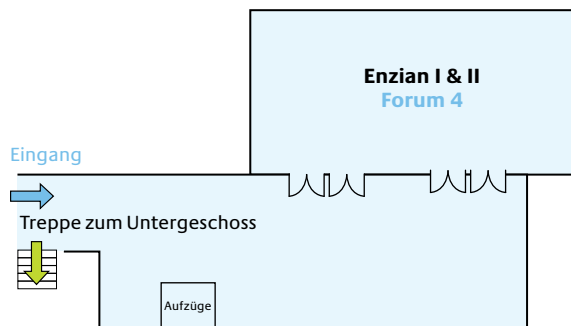 Enzian I & II
Forum 4
Eingang
Treppe zum Untergeschoss
Aufzüge